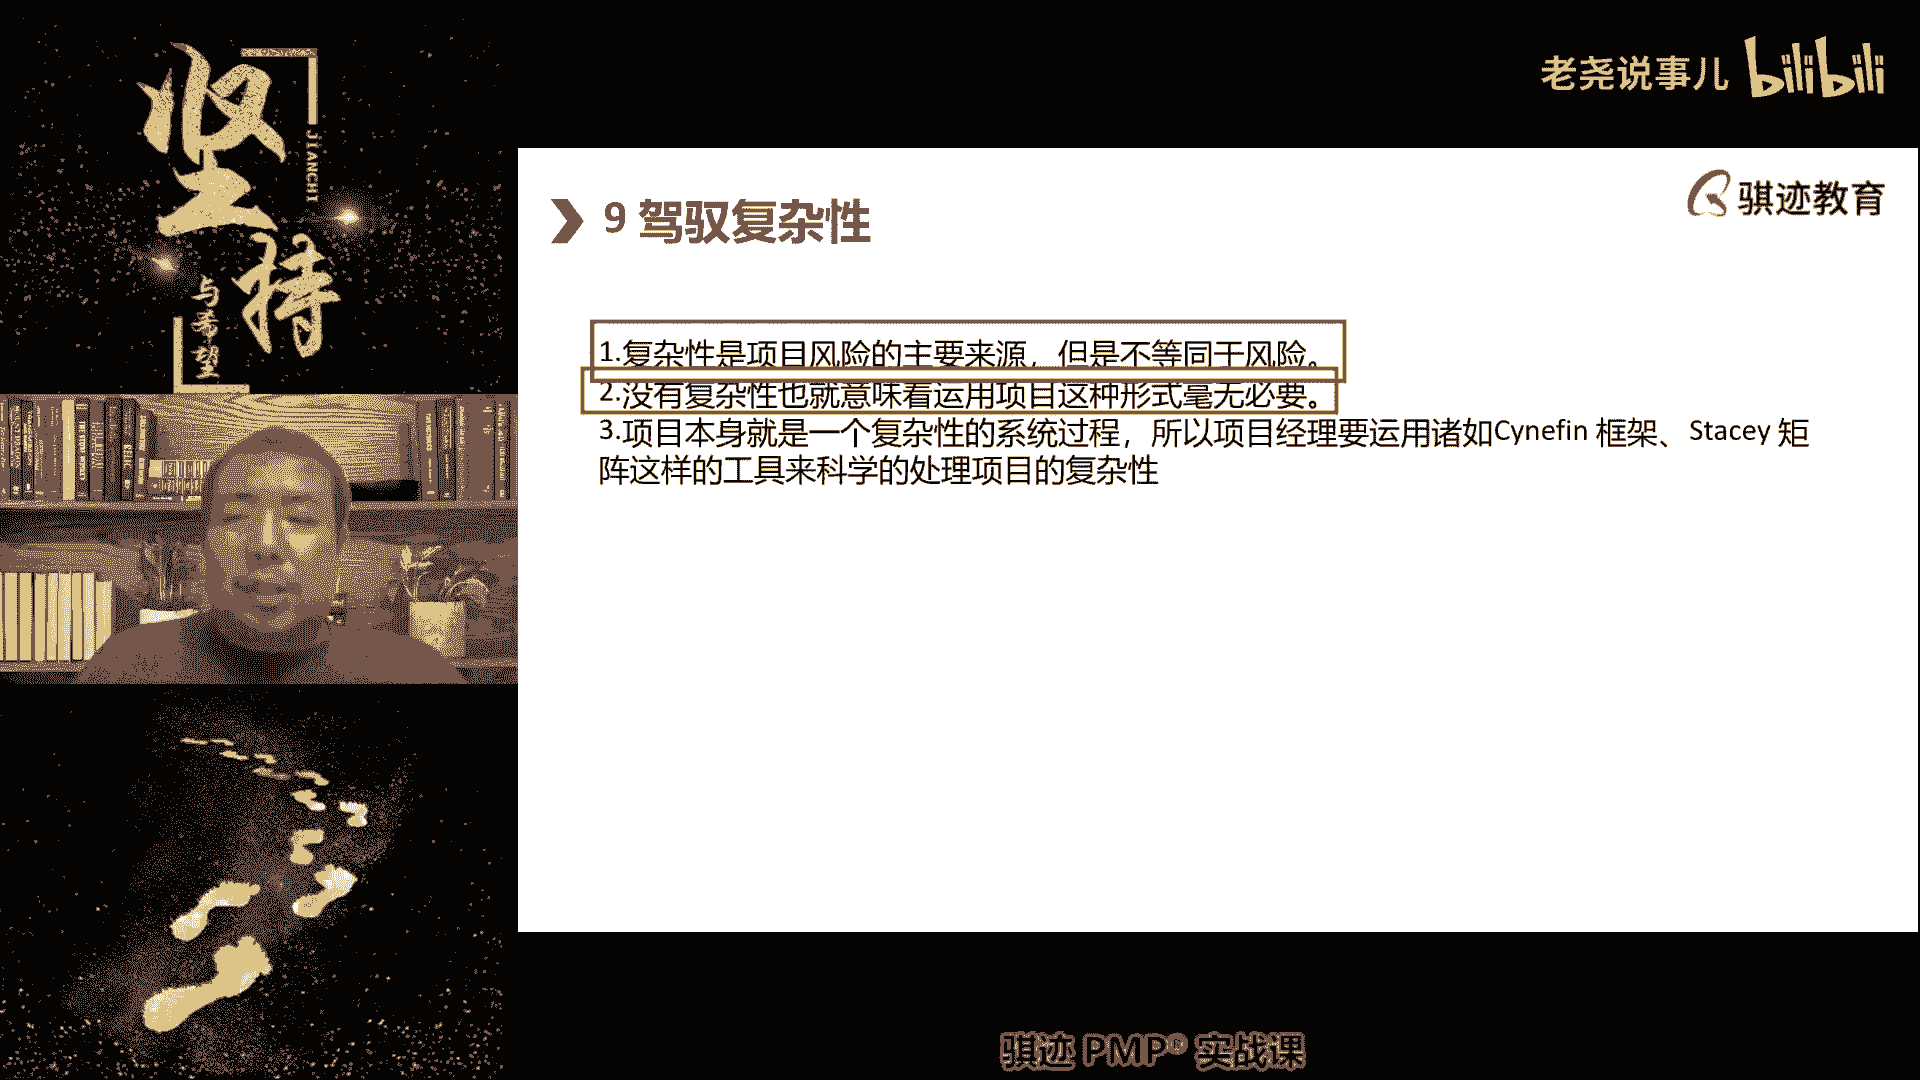 坚持
JIANCHI
与希望
老尧说事儿 bilibili
骐迹教育
9 驾驭复杂性
1.复杂性是项目风险的主要来源，但是不等同于风险。
2.没有复杂性也就意味着运用项目这种形式毫无必要。
3.项目本身就是一个复杂性的系统过程，所以项目经理要运用诸如Cynefin 框架、Stacey 矩
阵这样的工具来科学的处理项目的复杂性
骐迹 PMP® 实战课